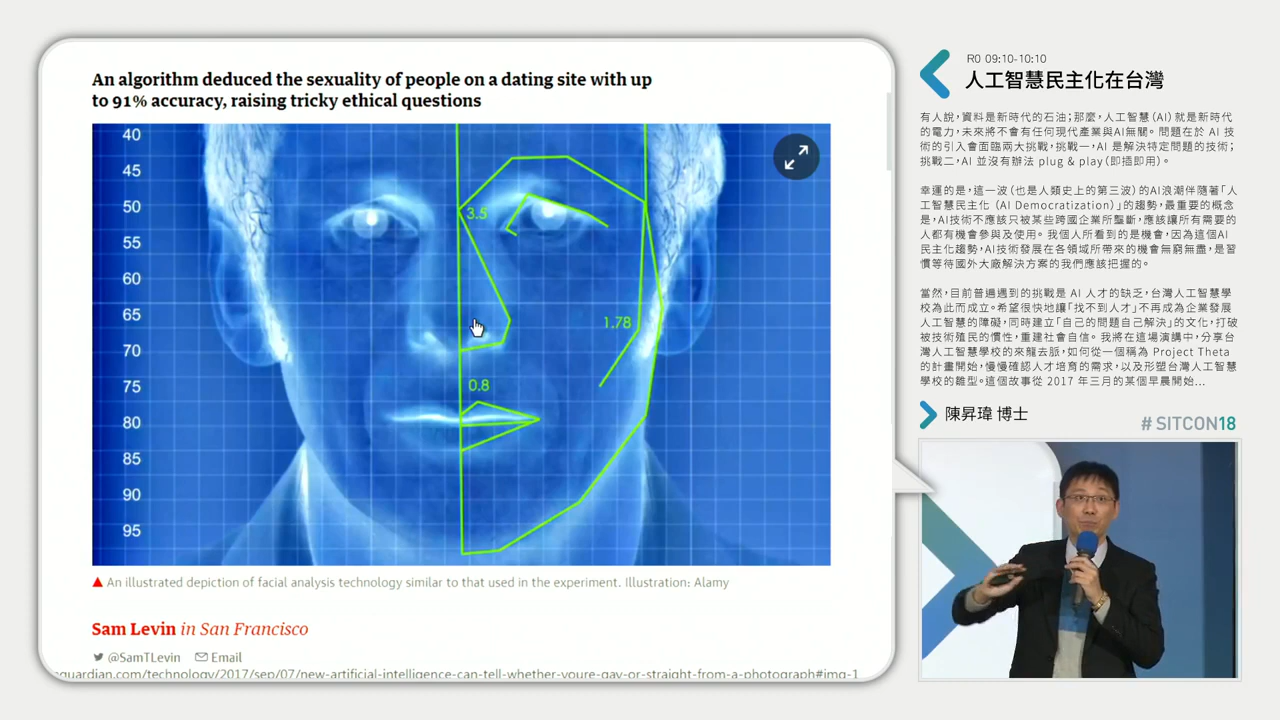 An algorithm deduced the sexuality of people on a dating site with up
to 91% accuracy, raising tricky ethical questions
40
45
50
55
60
65
70
75
80
85
90
95
3.5
1.78
0.8
An illustrated depiction of facial analysis technology similar to that used in the experiment. Illustration: Alamy
Sam Levin in San Francisco
@SamTLevin Email
guardian.com/technology/2017/sep/07/new-artificial-intelligence-can-tell-whether-youre-gay-or-straight-from-a-photograph#img-1
R0 09:10-10:10
人工智慧民主化在台灣
有人說，資料是新時代的石油；那麼，人工智慧（AI）就是新時代
的電力，未來將不會有任何現代產業與AI無關。問題在於 AI 技
術的引入會面臨兩大挑戰，挑戰一，AI 是解決特定問題的技術；
挑戰二，AI 並沒有辦法 plug & play（即插即用）。
幸運的是，這一波（也是人類史上的第三波）的AI浪潮伴隨著「人
工智慧民主化（AI Democratization）」的趨勢，最重要的概念
是，AI技術不應該只被某些跨國企業所壟斷，應該讓所有需要的
人都有機會參與及使用。我個人所看到的是機會，因為這個AI
民主化趨勢，AI技術發展在各領域所帶來的機會無窮無盡，是習
慣等待國外大廠解決方案的我們應該把握的。
當然，目前普遍遇到的挑戰是 AI 人才的缺乏，台灣人工智慧學
校為此而成立。希望很快地讓「找不到人才」不再成為企業發展
人工智慧的障礙，同時建立「自己的問題自己解決」的文化，打破
被技術殖民的慣性，重建社會自信。我將在這場演講中，分享台
灣人工智慧學校的來龍去脈，如何從一個稱為 Project Theta
的計畫開始，慢慢確認人才培育的需求，以及形塑台灣人工智慧
學校的雛型。這個故事從 2017 年三月的某個早晨開始...
陳昇瑋 博士
# SITCON18